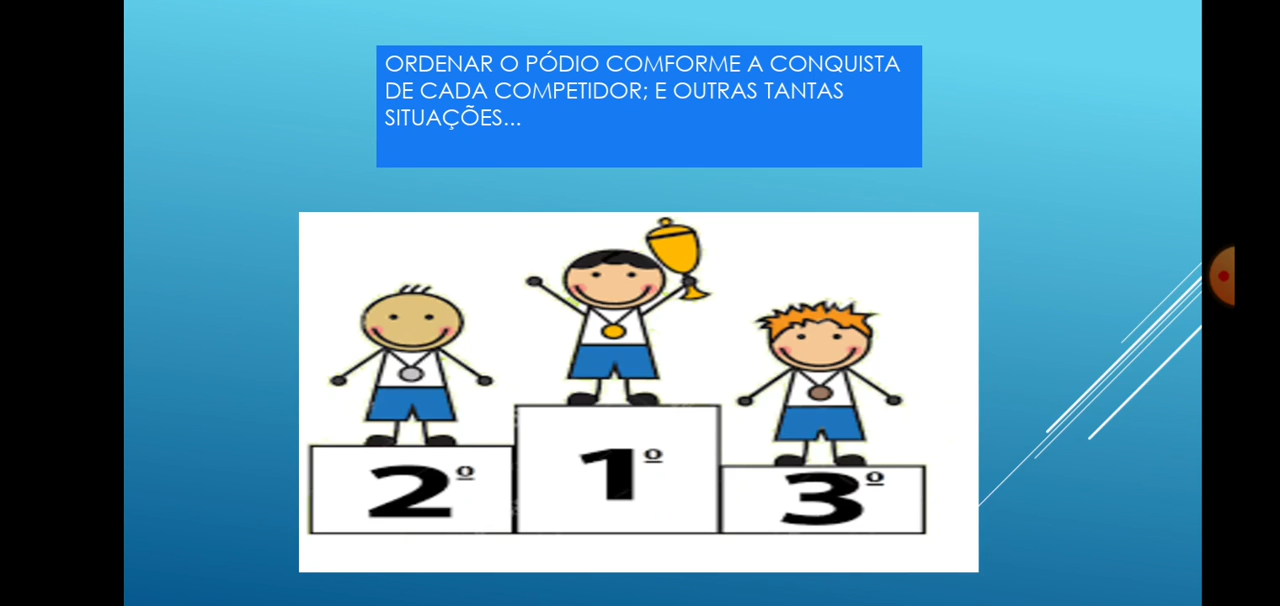 ORDENAR O PÓDIO COMFORME A CONQUISTA
DE CADA COMPETIDOR; E OUTRAS TANTAS
SITUAÇÕES...
1º
2º
3º